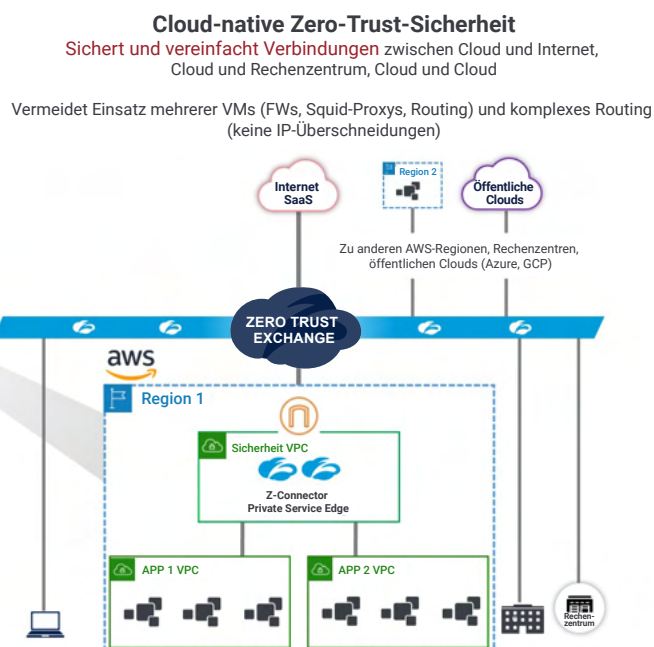 Cloud-native Zero-Trust-Sicherheit
Sichert und vereinfacht Verbindungen zwischen Cloud und Internet,
Cloud und Rechenzentrum, Cloud und Cloud
Vermeidet Einsatz mehrerer VMs (FWs, Squid-Proxys, Routing) und komplexes Routing
(keine IP-Überschneidungen)
Internet
SaaS
Region 2
Öffentliche
Clouds
Zu anderen AWS-Regionen, Rechenzentren,
öffentlichen Clouds (Azure, GCP)
ZERO TRUST
EXCHANGE
aws
Region 1
Sicherheit VPC
Z-Connector
Private Service Edge
APP 1 VPC
APP 2 VPC
Rechen-
zentrum